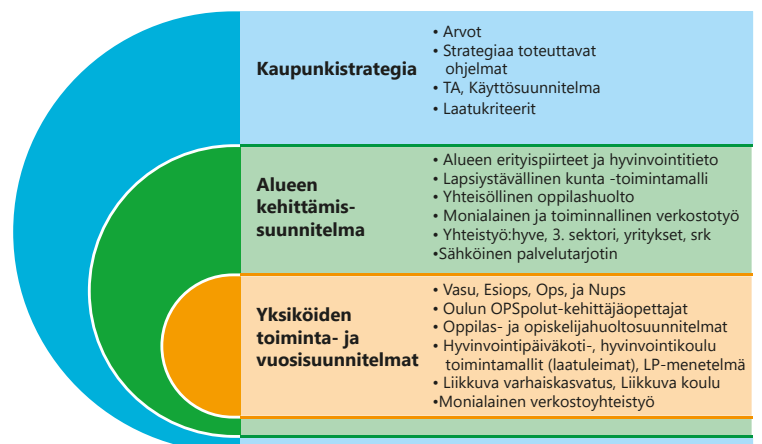 Kaupunkistrategia
• Arvot
• Strategiaa toteuttavat
ohjelmat
• TA, Käyttösuunnitelma
• Laatukriteerit
Alueen
kehittämis-
suunnitelma
• Alueen erityispiirteet ja hyvinvointitieto
• Lapsiystävällinen kunta -toimintamalli
• Yhteisöllinen oppilashuolto
• Monialainen ja toiminnallinen verkostotyö
• Yhteistyö:hyve, 3. sektori, yritykset, srk
•Sähköinen palvelutarjotin
Yksiköiden
toiminta- ja
vuosisuunnitelmat
• Vasu, Esiops, Ops, ja Nups
• Oulun OPSpolut-kehittäjäopettajat
• Oppilas- ja opiskelijahuoltosuunnitelmat
• Hyvinvointipäiväkoti-, hyvinvointikoulu
toimintamallit (laatuleimat), LP-menetelmä
• Liikkuva varhaiskasvatus, Liikkuva koulu
•Monialainen verkostoyhteistyö